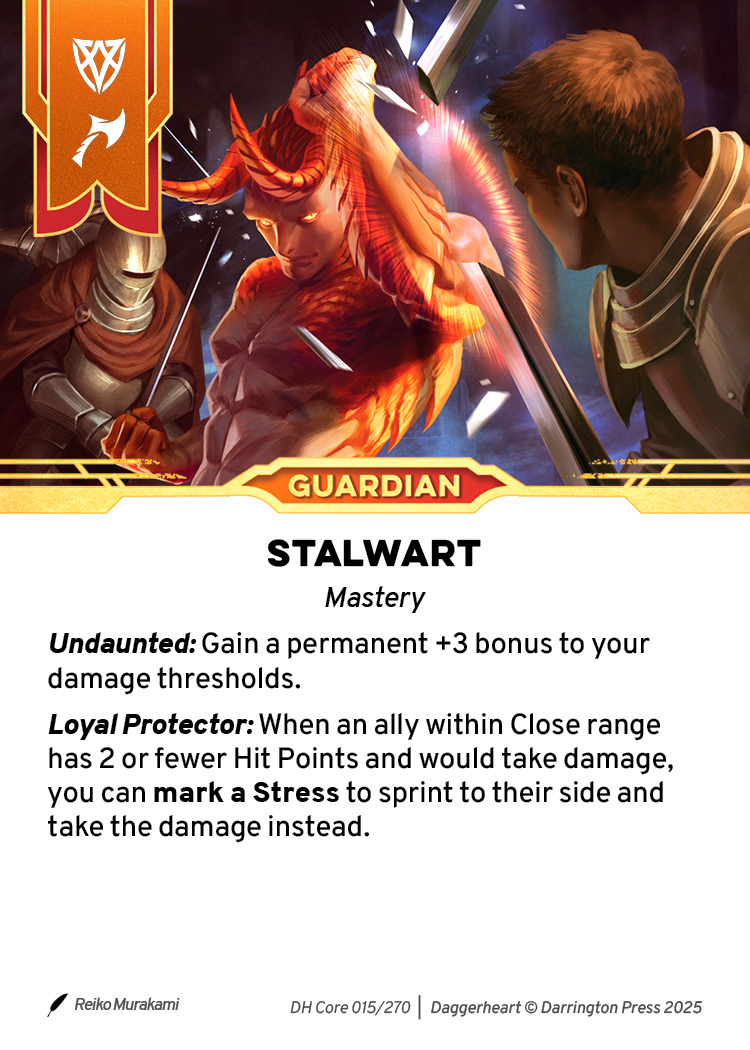 GUARDIAN
STALWART
Mastery
Undaunted: Gain a permanent +3 bonus to your
damage thresholds.
Loyal Protector: When an ally within Close range
has 2 or fewer Hit Points and would take damage,
you can mark a Stress to sprint to their side and
take the damage instead.
Reiko Murakami
DH Core 015/270 | Daggerheart © Darrington Press 2025